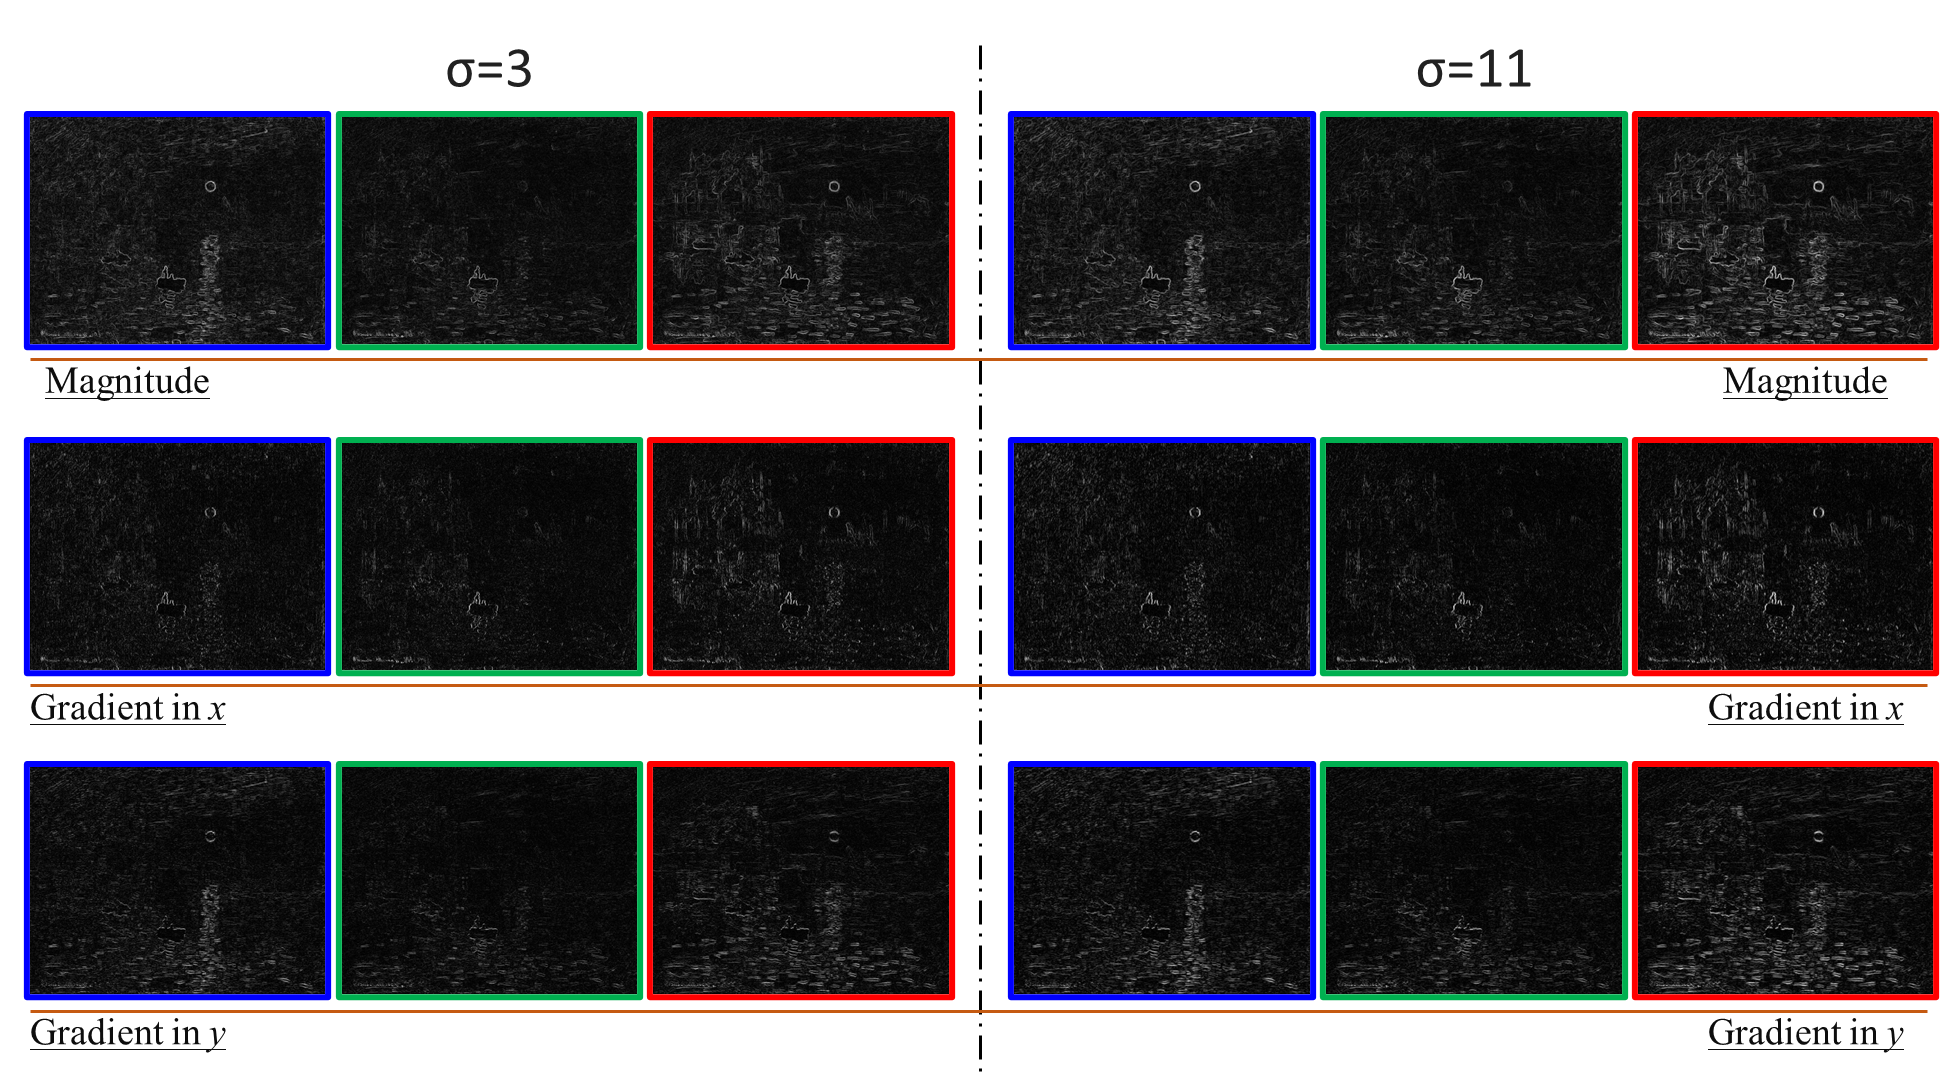 σ=3
σ=11
Magnitude
Magnitude
Gradient in x
Gradient in x
Gradient in y
Gradient in y